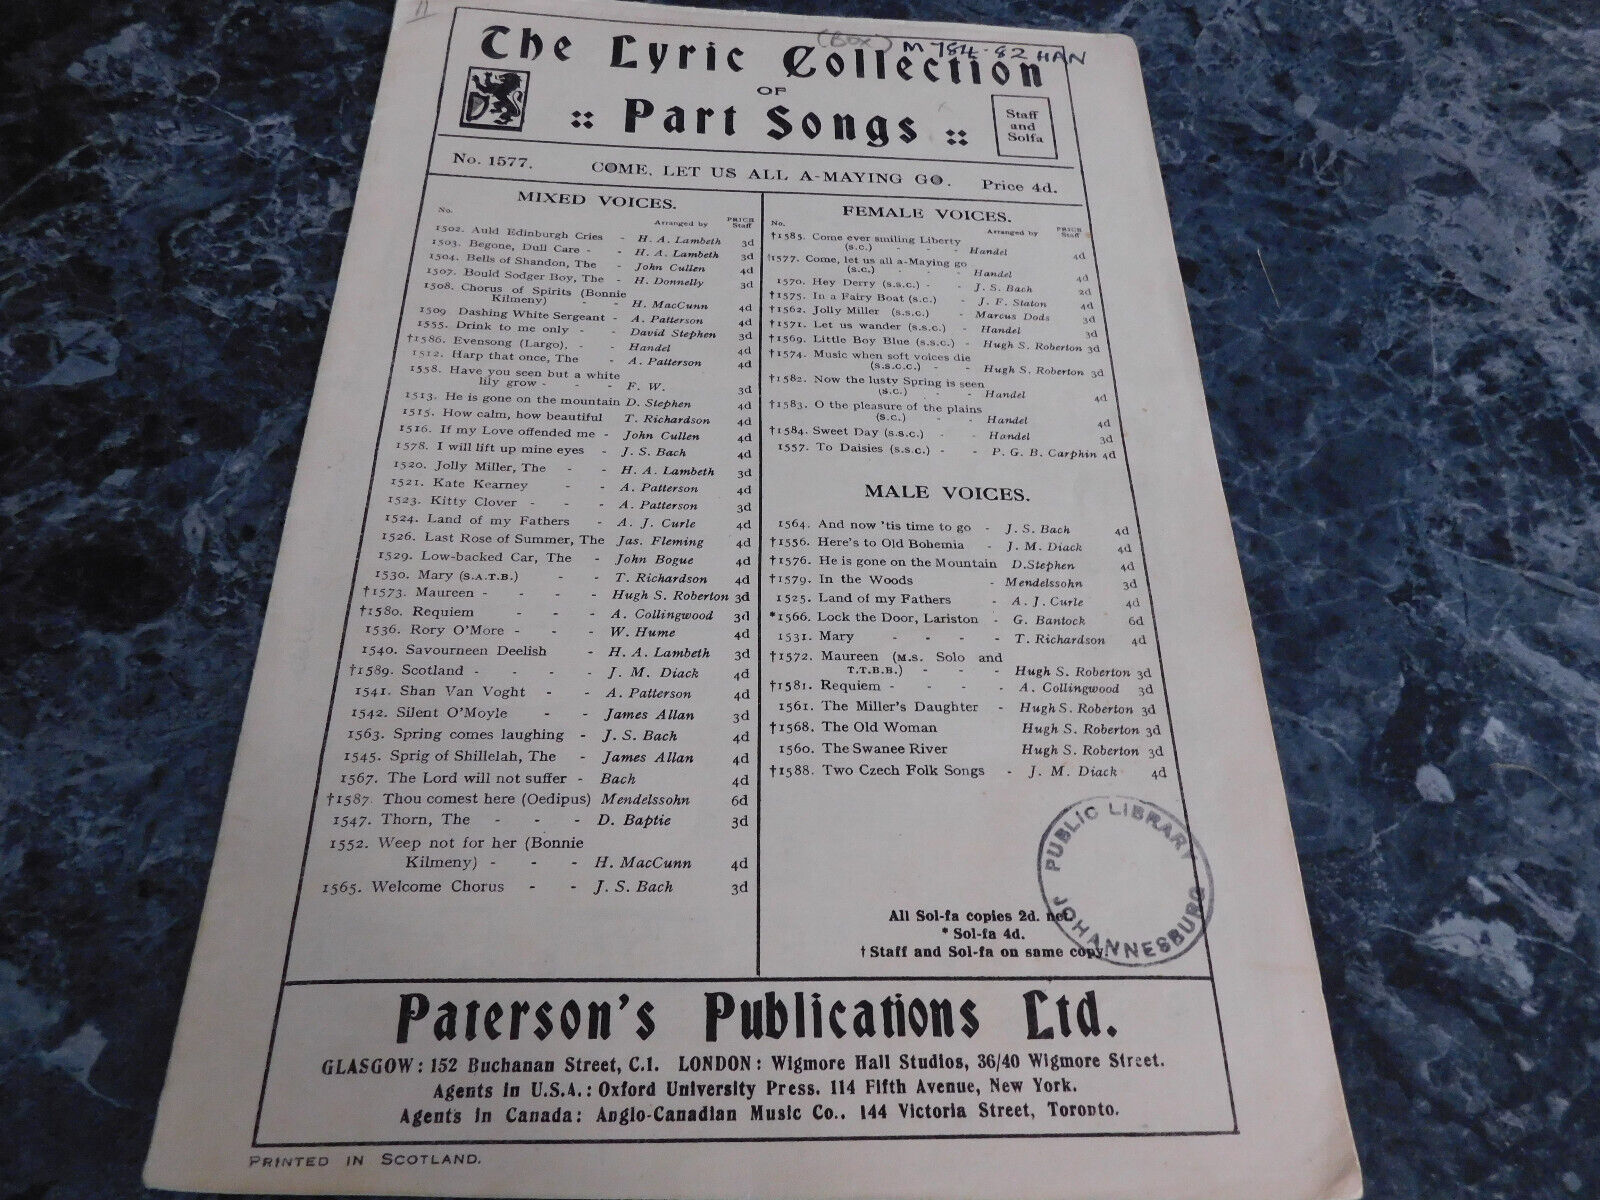 II
(Box) M 784.82 HAN
The Lyric Collection
OF
Part Songs
Staff
and
Solfa
No. 1577. COME, LET US ALL A-MAYING GO. Price 4d.
MIXED VOICES.
No. Arranged by PRICE Staff
1502. Auld Edinburgh Cries - H. A. Lambeth 3d
1503. Begone, Dull Care - H. A. Lambeth 3d
1504. Bells of Shandon, The - John Cullen 4d
1507. Bould Sodger Boy, The - H. Donnelly 3d
1508. Chorus of Spirits (Bonnie
Kilmeny) - - H. MacCunn 4d
1509 Dashing White Sergeant - A. Patterson 4d
1555. Drink to me only - - David Stephen 3d
†1586. Evensong (Largo). - - Handel 4d
1512. Harp that once, The - A. Patterson 4d
1558. Have you seen but a white
lily grow - - - F. W. 3d
1513. He is gone on the mountain D. Stephen 4d
1515. How calm, how beautiful T. Richardson 4d
1516. If my Love offended me - John Cullen 4d
1578. I will lift up mine eyes - J. S. Bach 4d
1520. Jolly Miller, The - - H. A. Lambeth 3d
1521. Kate Kearney - - A. Patterson 4d
1523. Kitty Clover - - - A. Patterson 3d
1524. Land of my Fathers - A. J. Curle 4d
1526. Last Rose of Summer, The Jas. Fleming 4d
1529. Low-backed Car, The - John Bogue 4d
1530. Mary (S.A.T.B.) - - T. Richardson 4d
†1573. Maureen - - - - Hugh S. Roberton 3d
†1580. Requiem - - - A. Collingwood 3d
1536. Rory O'More - - - W. Hume 4d
1540. Savourneen Deelish - H. A. Lambeth 3d
†1589. Scotland - - - - J. M. Diack 4d
1541. Shan Van Voght - - A. Patterson 4d
1542. Silent O'Moyle - - James Allan 3d
1563. Spring comes laughing - J. S. Bach 4d
1545. Sprig of Shillelah, The - James Allan 4d
1567. The Lord will not suffer - Bach 4d
†1587. Thou comest here (Oedipus) Mendelssohn 6d
1547. Thorn, The - - - D. Baptie 3d
1552. Weep not for her (Bonnie
Kilmeny) - - - H. MacCunn 4d
1565. Welcome Chorus - - J. S. Bach 3d
FEMALE VOICES.
No. Arranged by PRICE Staff
†1585. Come ever smiling Liberty
(s.c.) - - - Handel 4d
†1577. Come, let us all a-Maying go
(s.c.) - - - Handel 4d
1570. Hey Derry (s.s.c.) - - J. S. Bach 2d
†1575. In a Fairy Boat (s.c.) - J. F. Staton 4d
†1562. Jolly Miller (s.s.c.) - Marcus Dods 3d
†1571. Let us wander (s.s.c.) - Handel 3d
†1569. Little Boy Blue (s.s.c.) - Hugh S. Roberton 3d
†1574. Music when soft voices die
(s.s.c.c.) - - Hugh S. Roberton 3d
†1582. Now the lusty Spring is seen
(s.c.) - - - Handel 4d
†1583. O the pleasure of the plains
(s.c.) - - - Handel 4d
†1584. Sweet Day (s.s.c.) - - Handel 3d
1557. To Daisies (s.s.c.) - - P. G. B. Carphin 4d
MALE VOICES.
1564. And now 'tis time to go - J. S. Bach 4d
†1556. Here's to Old Bohemia - J. M. Diack 4d
†1576. He is gone on the Mountain D. Stephen 4d
†1579. In the Woods - Mendelssohn 3d
1525. Land of my Fathers - A. J. Curle 4d
*1566. Lock the Door, Lariston - G. Bantock 6d
1531. Mary - - - - T. Richardson 4d
†1572. Maureen (M.S. Solo and
T.T.B.B.) - - - Hugh S. Roberton 3d
†1581. Requiem - - - - A. Collingwood 3d
1561. The Miller's Daughter - Hugh S. Roberton 3d
†1568. The Old Woman Hugh S. Roberton 3d
1560. The Swanee River Hugh S. Roberton 3d
†1588. Two Czech Folk Songs - J. M. Diack 4d
PUBLIC LIBRARY
JOHANNESBURG
All Sol-fa copies 2d. net.
* Sol-fa 4d.
† Staff and Sol-fa on same copy.
Paterson's Publications Ltd.
GLASGOW: 152 Buchanan Street, C.1. LONDON: Wigmore Hall Studios, 36/40 Wigmore Street.
Agents in U.S.A.: Oxford University Press. 114 Fifth Avenue, New York.
Agents in Canada: Anglo-Canadian Music Co.. 144 Victoria Street, Toronto.
PRINTED IN SCOTLAND.